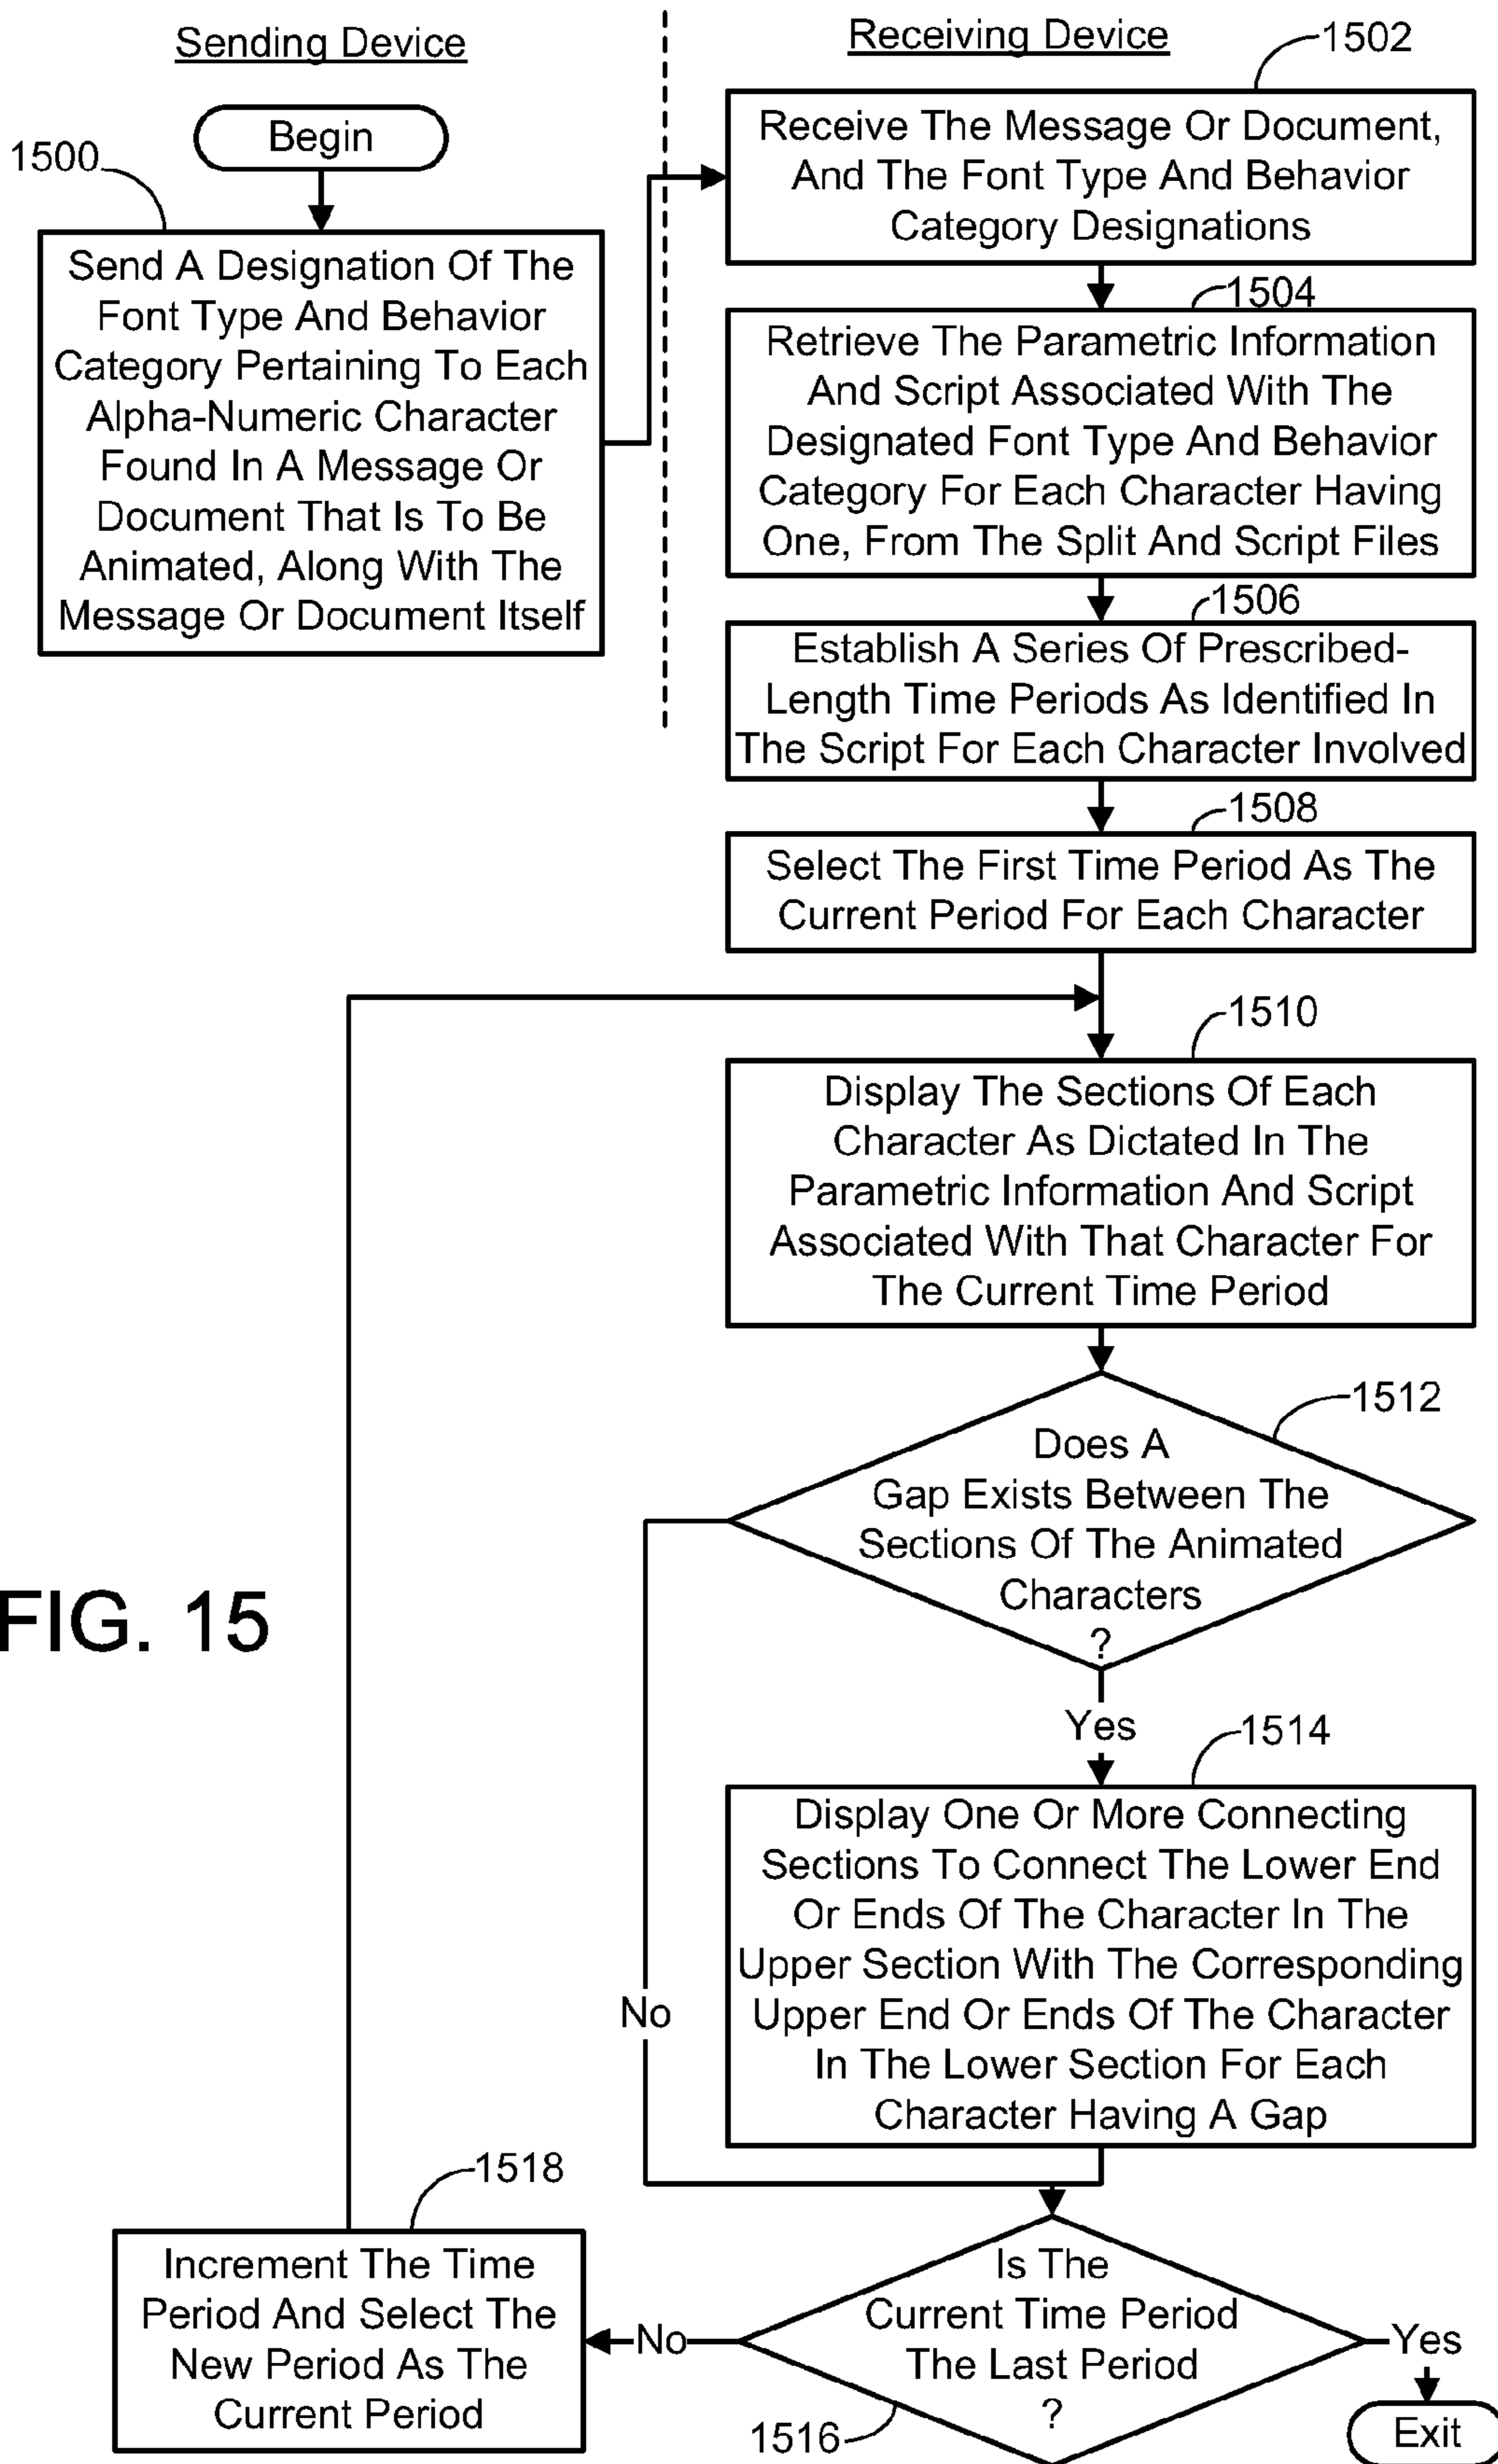 Sending Device
Begin
1500
Send A Designation Of The
Font Type And Behavior
Category Pertaining To Each
Alpha-Numeric Character
Found In A Message Or
Document That Is To Be
Animated, Along With The
Message Or Document Itself
Receiving Device
1502
Receive The Message Or Document,
And The Font Type And Behavior
Category Designations
1504
Retrieve The Parametric Information
And Script Associated With The
Designated Font Type And Behavior
Category For Each Character Having
One, From The Split And Script Files
1506
Establish A Series Of Prescribed-
Length Time Periods As Identified In
The Script For Each Character Involved
1508
Select The First Time Period As The
Current Period For Each Character
1510
Display The Sections Of Each
Character As Dictated In The
Parametric Information And Script
Associated With That Character For
The Current Time Period
1512
Does A
Gap Exists Between The
Sections Of The Animated
Characters
?
Yes
No
1514
Display One Or More Connecting
Sections To Connect The Lower End
Or Ends Of The Character In The
Upper Section With The Corresponding
Upper End Or Ends Of The Character
In The Lower Section For Each
Character Having A Gap
1516
Is The
Current Time Period
The Last Period
?
No
Yes
Exit
1518
Increment The Time
Period And Select The
New Period As The
Current Period
FIG. 15